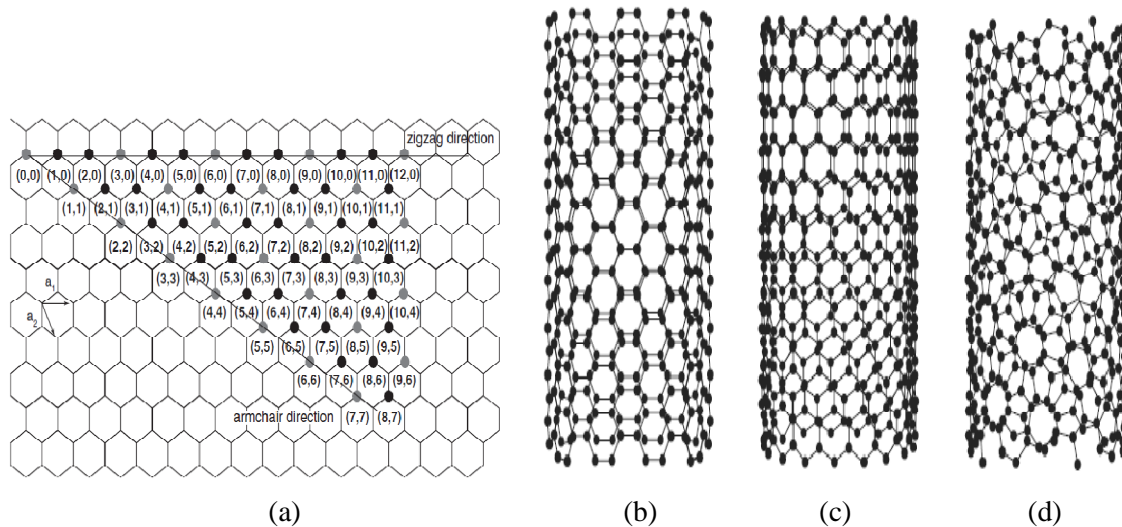 zigzag direction
(0,0) (1,0) (2,0) (3,0) (4,0) (5,0) (6,0) (7,0) (8,0) (9,0) (10,0) (11,0) (12,0)
(1,1) (2,1) (3,1) (4,1) (5,1) (6,1) (7,1) (8,1) (9,1) (10,1) (11,1)
(2,2) (3,2) (4,2) (5,2) (6,2) (7,2) (8,2) (9,2) (10,2) (11,2)
(3,3) (4,3) (5,3) (6,3) (7,3) (8,3) (9,3) (10,3)
a1
a2
(4,4) (5,4) (6,4) (7,4) (8,4) (9,4) (10,4)
(5,5) (6,5) (7,5) (8,5) (9,5)
(6,6) (7,6) (8,6) (9,6)
armchair direction (7,7) (8,7)
(a) (b) (c) (d)